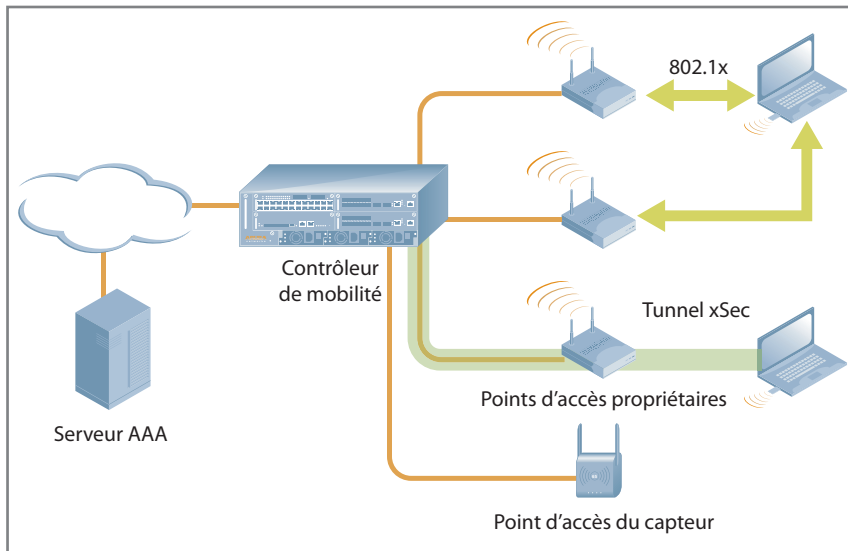 802.1x
Contrôleur
de mobilité
Tunnel xSec
Points d’accès propriétaires
Serveur AAA
Point d’accès du capteur